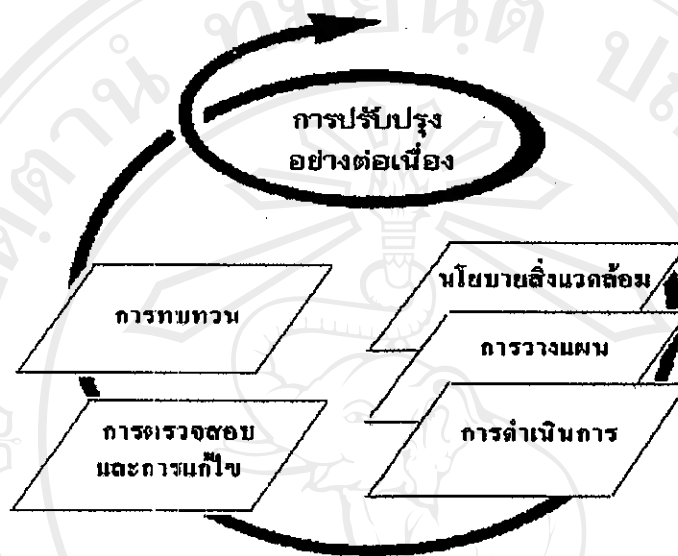 การปรับปรุง
อย่างต่อเนื่อง
นโยบายสิ่งแวดล้อม
การทบทวน
การวางแผน
การตรวจสอบ
และการแก้ไข
การดำเนินการ